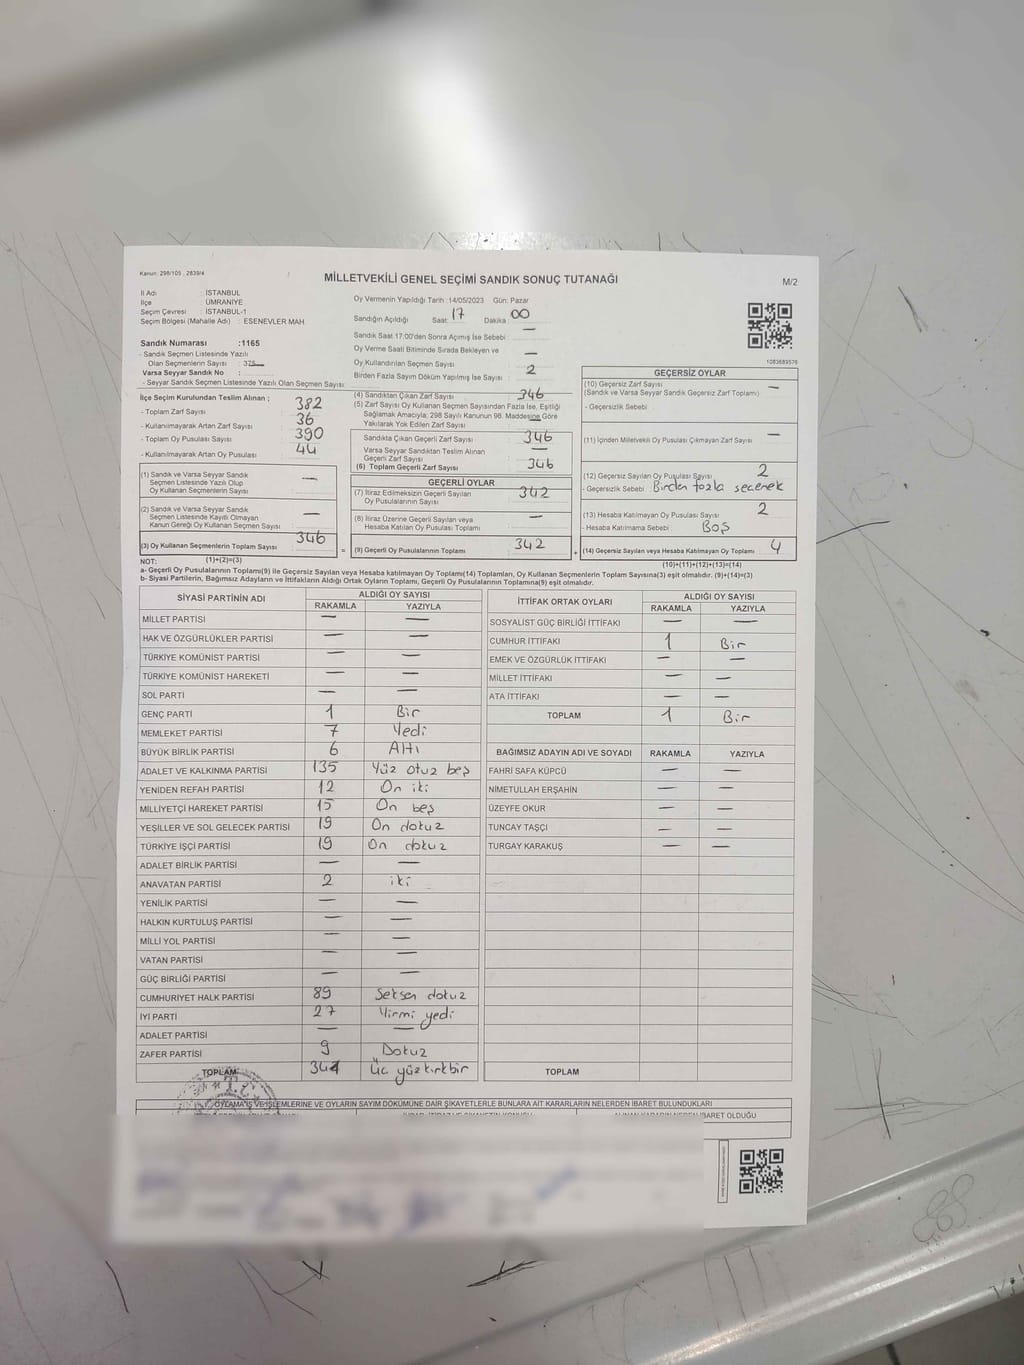 Kanun: 298/105 , 2839/4
MİLLETVEKİLİ GENEL SEÇİMİ SANDIK SONUÇ TUTANAĞI
M/2
İl Adı : İSTANBUL
İlçe : ÜMRANİYE
Seçim Çevresi : İSTANBUL-1
Seçim Bölgesi (Mahalle Adı) : ESENEVLER MAH.
Sandık Numarası :1165
- Sandık Seçmen Listesinde Yazılı
Olan Seçmenlerin Sayısı : 375
Varsa Seyyar Sandık No :
- Seyyar Sandık Seçmen Listesinde Yazılı Olan Seçmen Sayısı:
Oy Vermenin Yapıldığı Tarih :14/05/2023 Gün: Pazar
Sandığın Açıldığı Saat: 17 Dakika: 00
Sandık Saat 17:00'den Sonra Açılmış İse Sebebi : —
Oy Verme Saati Bitiminde Sırada Bekleyen ve
Oy Kullandırılan Seçmen Sayısı : —
Birden Fazla Sayım Döküm Yapılmış İse Sayısı : 2
1083689576
İlçe Seçim Kurulundan Teslim Alınan ;
- Toplam Zarf Sayısı : 382
- Kullanılmayarak Artan Zarf Sayısı : 36
- Toplam Oy Pusulası Sayısı : 390
- Kullanılmayarak Artan Oy Pusulası : 44
(1) Sandık ve Varsa Seyyar Sandık
Seçmen Listesinde Yazılı Olup
Oy Kullanan Seçmenlerin Sayısı : —
(2) Sandık ve Varsa Seyyar Sandık
Seçmen Listesinde Kayıtlı Olmayan
Kanun Gereği Oy Kullanan Seçmen Sayısı : —
(3) Oy Kullanan Seçmenlerin Toplam Sayısı : 346
(1)+(2)=(3)
(4) Sandıktan Çıkan Zarf Sayısı : 346
(5) Zarf Sayısı Oy Kullanan Seçmen Sayısından Fazla İse, Eşitliği
Sağlamak Amacıyla; 298 Sayılı Kanunun 98. Maddesine Göre
Yakılarak Yok Edilen Zarf Sayısı : —
Sandıkta Çıkan Geçerli Zarf Sayısı : 346
Varsa Seyyar Sandıktan Teslim Alınan
Geçerli Zarf Sayısı : —
(6) Toplam Geçerli Zarf Sayısı : 346
GEÇERLİ OYLAR
(7) İtiraz Edilmeksizin Geçerli Sayılan
Oy Pusulalarının Sayısı : 342
(8) İtiraz Üzerine Geçerli Sayılan veya
Hesaba Katılan Oy Pusulası Toplamı : —
= (9) Geçerli Oy Pusulalarının Toplamı : 342
GEÇERSİZ OYLAR
(10) Geçersiz Zarf Sayısı : —
(Sandık ve Varsa Seyyar Sandık Geçersiz Zarf Toplamı)
- Geçersizlik Sebebi :
(11) İçinden Milletvekili Oy Pusulası Çıkmayan Zarf Sayısı : —
(12) Geçersiz Sayılan Oy Pusulası Sayısı : 2
- Geçersizlik Sebebi : Birden fazla seçenek
(13) Hesaba Katılmayan Oy Pusulası Sayısı : 2
- Hesaba Katılmama Sebebi : Boş
+ (14) Geçersiz Sayılan veya Hesaba Katılmayan Oy Toplamı : 4
(10)+(11)+(12)+(13)=(14)
NOT:
a- Geçerli Oy Pusulalarının Toplamı(9) ile Geçersiz Sayılan veya Hesaba katılmayan Oy Toplamı(14) Toplamları, Oy Kullanan Seçmenlerin Toplam Sayısına(3) eşit olmalıdır. (9)+(14)=(3)
b- Siyasi Partilerin, Bağımsız Adayların ve İttifakların Aldığı Ortak Oyların Toplamı, Geçerli Oy Pusulalarının Toplamına(9) eşit olmalıdır.
SİYASİ PARTİNİN ADI ALDIĞI OY SAYISI
RAKAMLA YAZIYLA
MİLLET PARTİSİ — —
HAK VE ÖZGÜRLÜKLER PARTİSİ — —
TÜRKİYE KOMÜNİST PARTİSİ — —
TÜRKİYE KOMÜNİST HAREKETİ — —
SOL PARTİ — —
GENÇ PARTİ 1 Bir
MEMLEKET PARTİSİ 7 Yedi
BÜYÜK BİRLİK PARTİSİ 6 Altı
ADALET VE KALKINMA PARTİSİ 135 Yüz otuz beş
YENİDEN REFAH PARTİSİ 12 On iki
MİLLİYETÇİ HAREKET PARTİSİ 15 On beş
YEŞİLLER VE SOL GELECEK PARTİSİ 19 On dokuz
TÜRKİYE İŞÇİ PARTİSİ 19 On dokuz
ADALET BİRLİK PARTİSİ — —
ANAVATAN PARTİSİ 2 iki
YENİLİK PARTİSİ — —
HALKIN KURTULUŞ PARTİSİ — —
MİLLİ YOL PARTİSİ — —
VATAN PARTİSİ — —
GÜÇ BİRLİĞİ PARTİSİ — —
CUMHURİYET HALK PARTİSİ 89 Seksen dokuz
İYİ PARTİ 27 Yirmi yedi
ADALET PARTİSİ — —
ZAFER PARTİSİ 9 Dokuz
TOPLAM 341 Üç yüz kırk bir
İTTİFAK ORTAK OYLARI ALDIĞI OY SAYISI
RAKAMLA YAZIYLA
SOSYALİST GÜÇ BİRLİĞİ İTTİFAKI — —
CUMHUR İTTİFAKI 1 Bir
EMEK VE ÖZGÜRLÜK İTTİFAKI — —
MİLLET İTTİFAKI — —
ATA İTTİFAKI — —
TOPLAM 1 Bir
BAĞIMSIZ ADAYIN ADI VE SOYADI RAKAMLA YAZIYLA
FAHRİ SAFA KÜPCÜ — —
NİMETULLAH ERŞAHİN — —
ÜZEYFE OKUR — —
TUNCAY TAŞÇI — —
TURGAY KARAKUŞ — —
TOPLAM
OYLAMA İŞ VE İŞLEMLERİNE VE OYLARIN SAYIM DÖKÜMÜNE DAİR ŞİKAYETLERLE BUNLARA AİT KARARLARIN NELERDEN İBARET BULUNDUKLARI